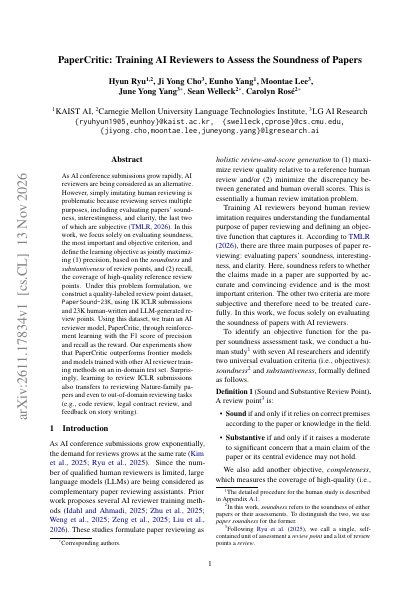 PaperCritic: Training AI Reviewers to Assess the Soundness of Papers
Hyun Ryu1,2, Ji Yong Cho3, Eunho Yang1, Moontae Lee3,
June Yong Yang3*, Sean Welleck2*, Carolyn Rosé2*
1KAIST AI, 2Carnegie Mellon University Language Technologies Institute, 3LG AI Research
{ryuhyun1905,eunhoy}@kaist.ac.kr, {swelleck,cprose}@cs.cmu.edu,
{jiyong.cho,moontae.lee,juneyong.yang}@lgresearch.ai
arXiv:2611.17834v1 [cs.CL] 13 Nov 2026
Abstract
As AI conference submissions grow rapidly, AI
reviewers are being considered as an alternative.
However, simply imitating human reviewing is
problematic because reviewing serves multiple
purposes, including evaluating papers' sound-
ness, interestingness, and clarity, the last two
of which are subjective (TMLR, 2026). In this
work, we focus solely on evaluating soundness,
the most important and objective criterion, and
define the learning objective as jointly maximiz-
ing (1) precision, based on the soundness and
substantiveness of review points, and (2) recall,
the coverage of high-quality reference review
points. Under this problem formulation, we
construct a quality-labeled review point dataset,
PaperSound-23K, using 1K ICLR submissions
and 23K human-written and LLM-generated re-
view points. Using this dataset, we train an AI
reviewer model, PaperCritic, through reinforce-
ment learning with the F1 score of precision
and recall as the reward. Our experiments show
that PaperCritic outperforms frontier models
and models trained with other AI reviewer train-
ing methods on an in-domain test set. Surpris-
ingly, learning to review ICLR submissions
also transfers to reviewing Nature-family pa-
pers and even to out-of-domain reviewing tasks
(e.g., code review, legal contract review, and
feedback on story writing).
1 Introduction
As AI conference submissions grow exponentially,
the demand for reviews grows at the same rate (Kim
et al., 2025; Ryu et al., 2025). Since the num-
ber of qualified human reviewers is limited, large
language models (LLMs) are being considered as
complementary paper reviewing assistants. Prior
work proposes several AI reviewer training meth-
ods (Idahl and Ahmadi, 2025; Zhu et al., 2025;
Weng et al., 2025; Zeng et al., 2025; Liu et al.,
2026). These studies formulate paper reviewing as
*Corresponding authors.
holistic review-and-score generation to (1) maxi-
mize review quality relative to a reference human
review and/or (2) minimize the discrepancy be-
tween generated and human overall scores. This is
essentially a human review imitation problem.
Training AI reviewers beyond human review
imitation requires understanding the fundamental
purpose of paper reviewing and defining an objec-
tive function that captures it. According to TMLR
(2026), there are three main purposes of paper re-
viewing: evaluating papers' soundness, interesting-
ness, and clarity. Here, soundness refers to whether
the claims made in a paper are supported by ac-
curate and convincing evidence and is the most
important criterion. The other two criteria are more
subjective and therefore need to be treated care-
fully. In this work, we focus solely on evaluating
the soundness of papers with AI reviewers.
To identify an objective function for the paper
soundness assessment task, we conduct a hu-
man study1 with seven AI researchers and identify
two universal evaluation criteria (i.e., objectives):
soundness2 and substantiveness, formally defined
as follows.
Definition 1 (Sound and Substantive Review Point).
A review point3 is:
• Sound if and only if it relies on correct premises
according to the paper or knowledge in the field.
• Substantive if and only if it raises a moderate
to significant concern that a main claim of the
paper or its central evidence may not hold.
We also add another objective, completeness,
which measures the coverage of high-quality (i.e.,
1The detailed procedure for the human study is described
in Appendix A.1.
2In this work, soundness refers to the soundness of either
papers or their assessments. To distinguish the two, we use
paper soundness for the former.
3Following Ryu et al. (2025), we call a single, self-
contained unit of assessment a review point and a list of review
points a review.
1